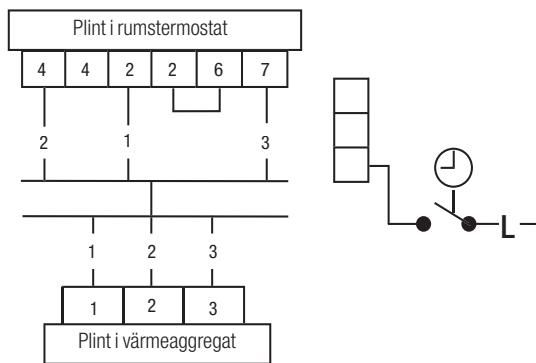 Plint i rumstermostat
4 4 2 2 6 7
2 1 3
L
1 2 3
1 2 3
Plint i värmeaggregat